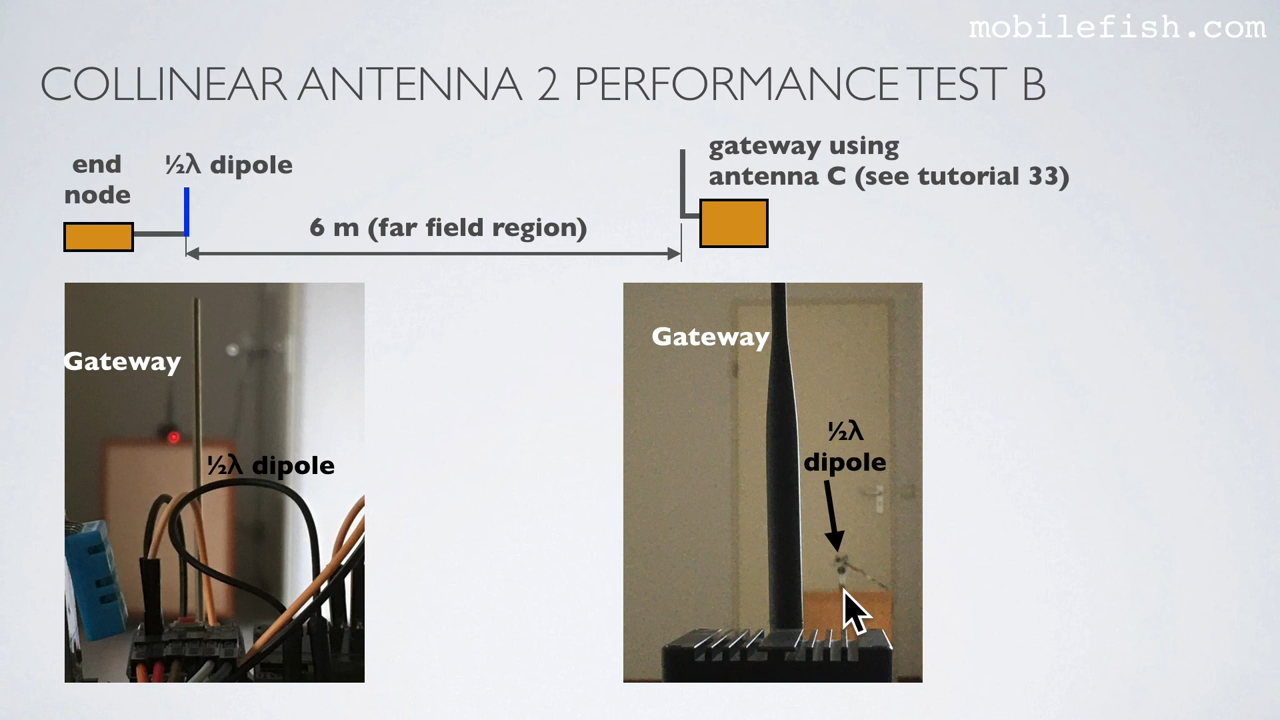 mobilefish.com
COLLINEAR ANTENNA 2 PERFORMANCE TEST B
end
node
½λ dipole
6 m (far field region)
gateway using
antenna C (see tutorial 33)
Gateway
½λ dipole
Gateway
½λ
dipole